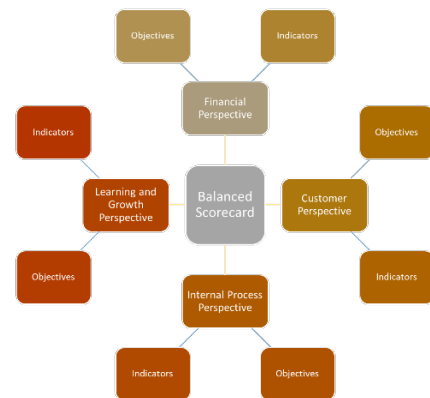 Objectives
Indicators
Financial
Perspective
Indicators
Objectives
Learning and
Growth
Perspective
Balanced
Scorecard
Customer
Perspective
Objectives
Indicators
Internal Process
Perspective
Indicators
Objectives